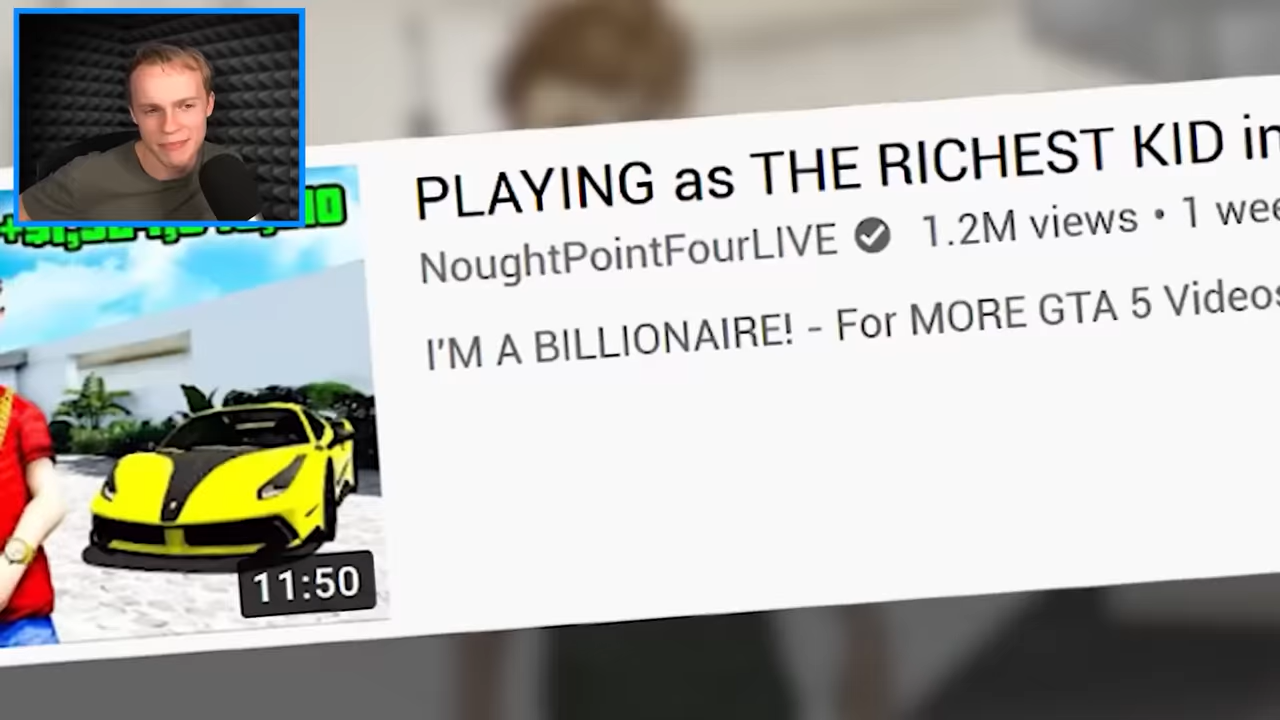 PLAYING as THE RICHEST KID in
NoughtPointFourLIVE 1.2M views • 1 wee
I'M A BILLIONAIRE! - For MORE GTA 5 Videos
11:50